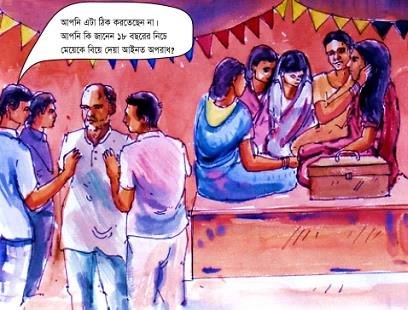 আপনি এটা ঠিক করতেছেন না।
আপনি কি জানেন ১৮ বছরের নিচে
মেয়েকে বিয়ে দেয়া আইনত অপরাধ?